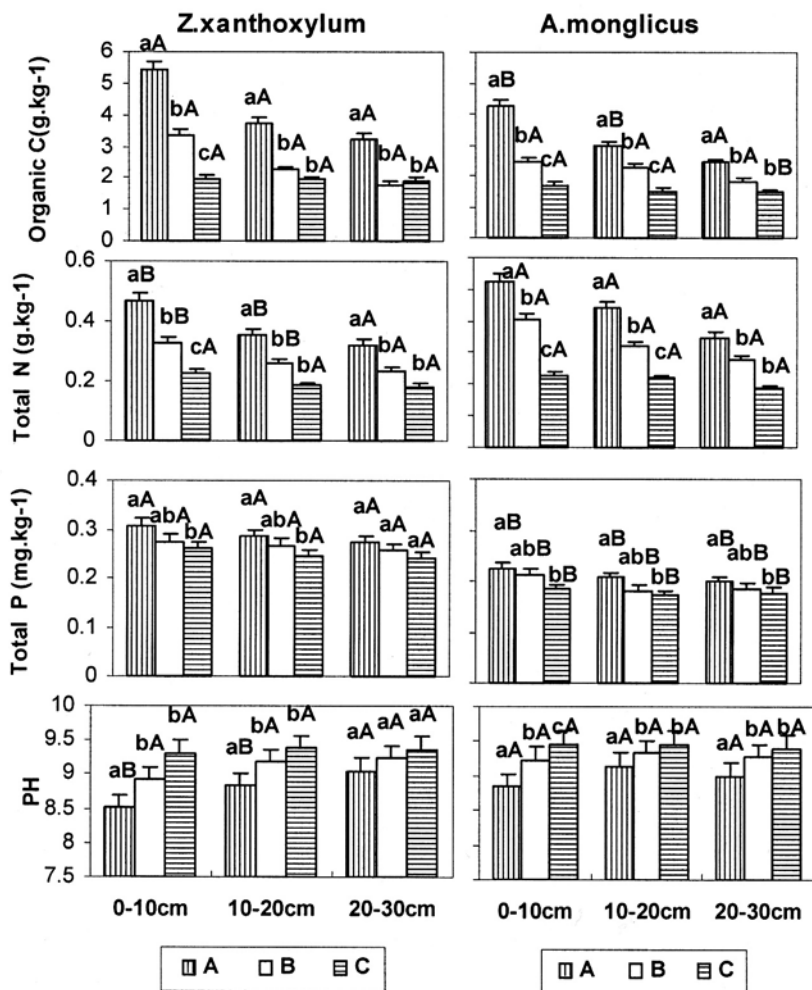 Z.xanthoxylum A.monglicus
Organic C(g.kg-1)
6
5
4
3
2
1
0
aA bA cA aA bA bA aA bA bA
aB bA cA aB bA cA aA bA bB
Total N (g.kg-1)
0.6
0.4
0.2
0
aB bB cA aB bB bA aA bA bA
aA bA cA aA bA cA aA bA bA
Total P (mg.kg-1)
0.4
0.3
0.2
0.1
0
aA abA bA aA abA bA aA aA aA
aB abB bB aB abB bB aB abB bB
PH
10
9.5
9
8.5
8
7.5
aB bA bA aB bA bA aA aA aA
aA bA cA aA bA bA aA bA bA
0-10cm 10-20cm 20-30cm 0-10cm 10-20cm 20-30cm
A B C A B C